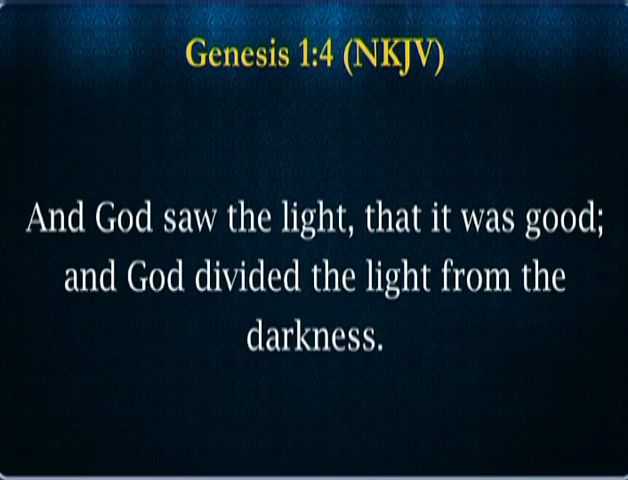 Genesis 1:4 (NKJV)
And God saw the light, that it was good;
and God divided the light from the
darkness.